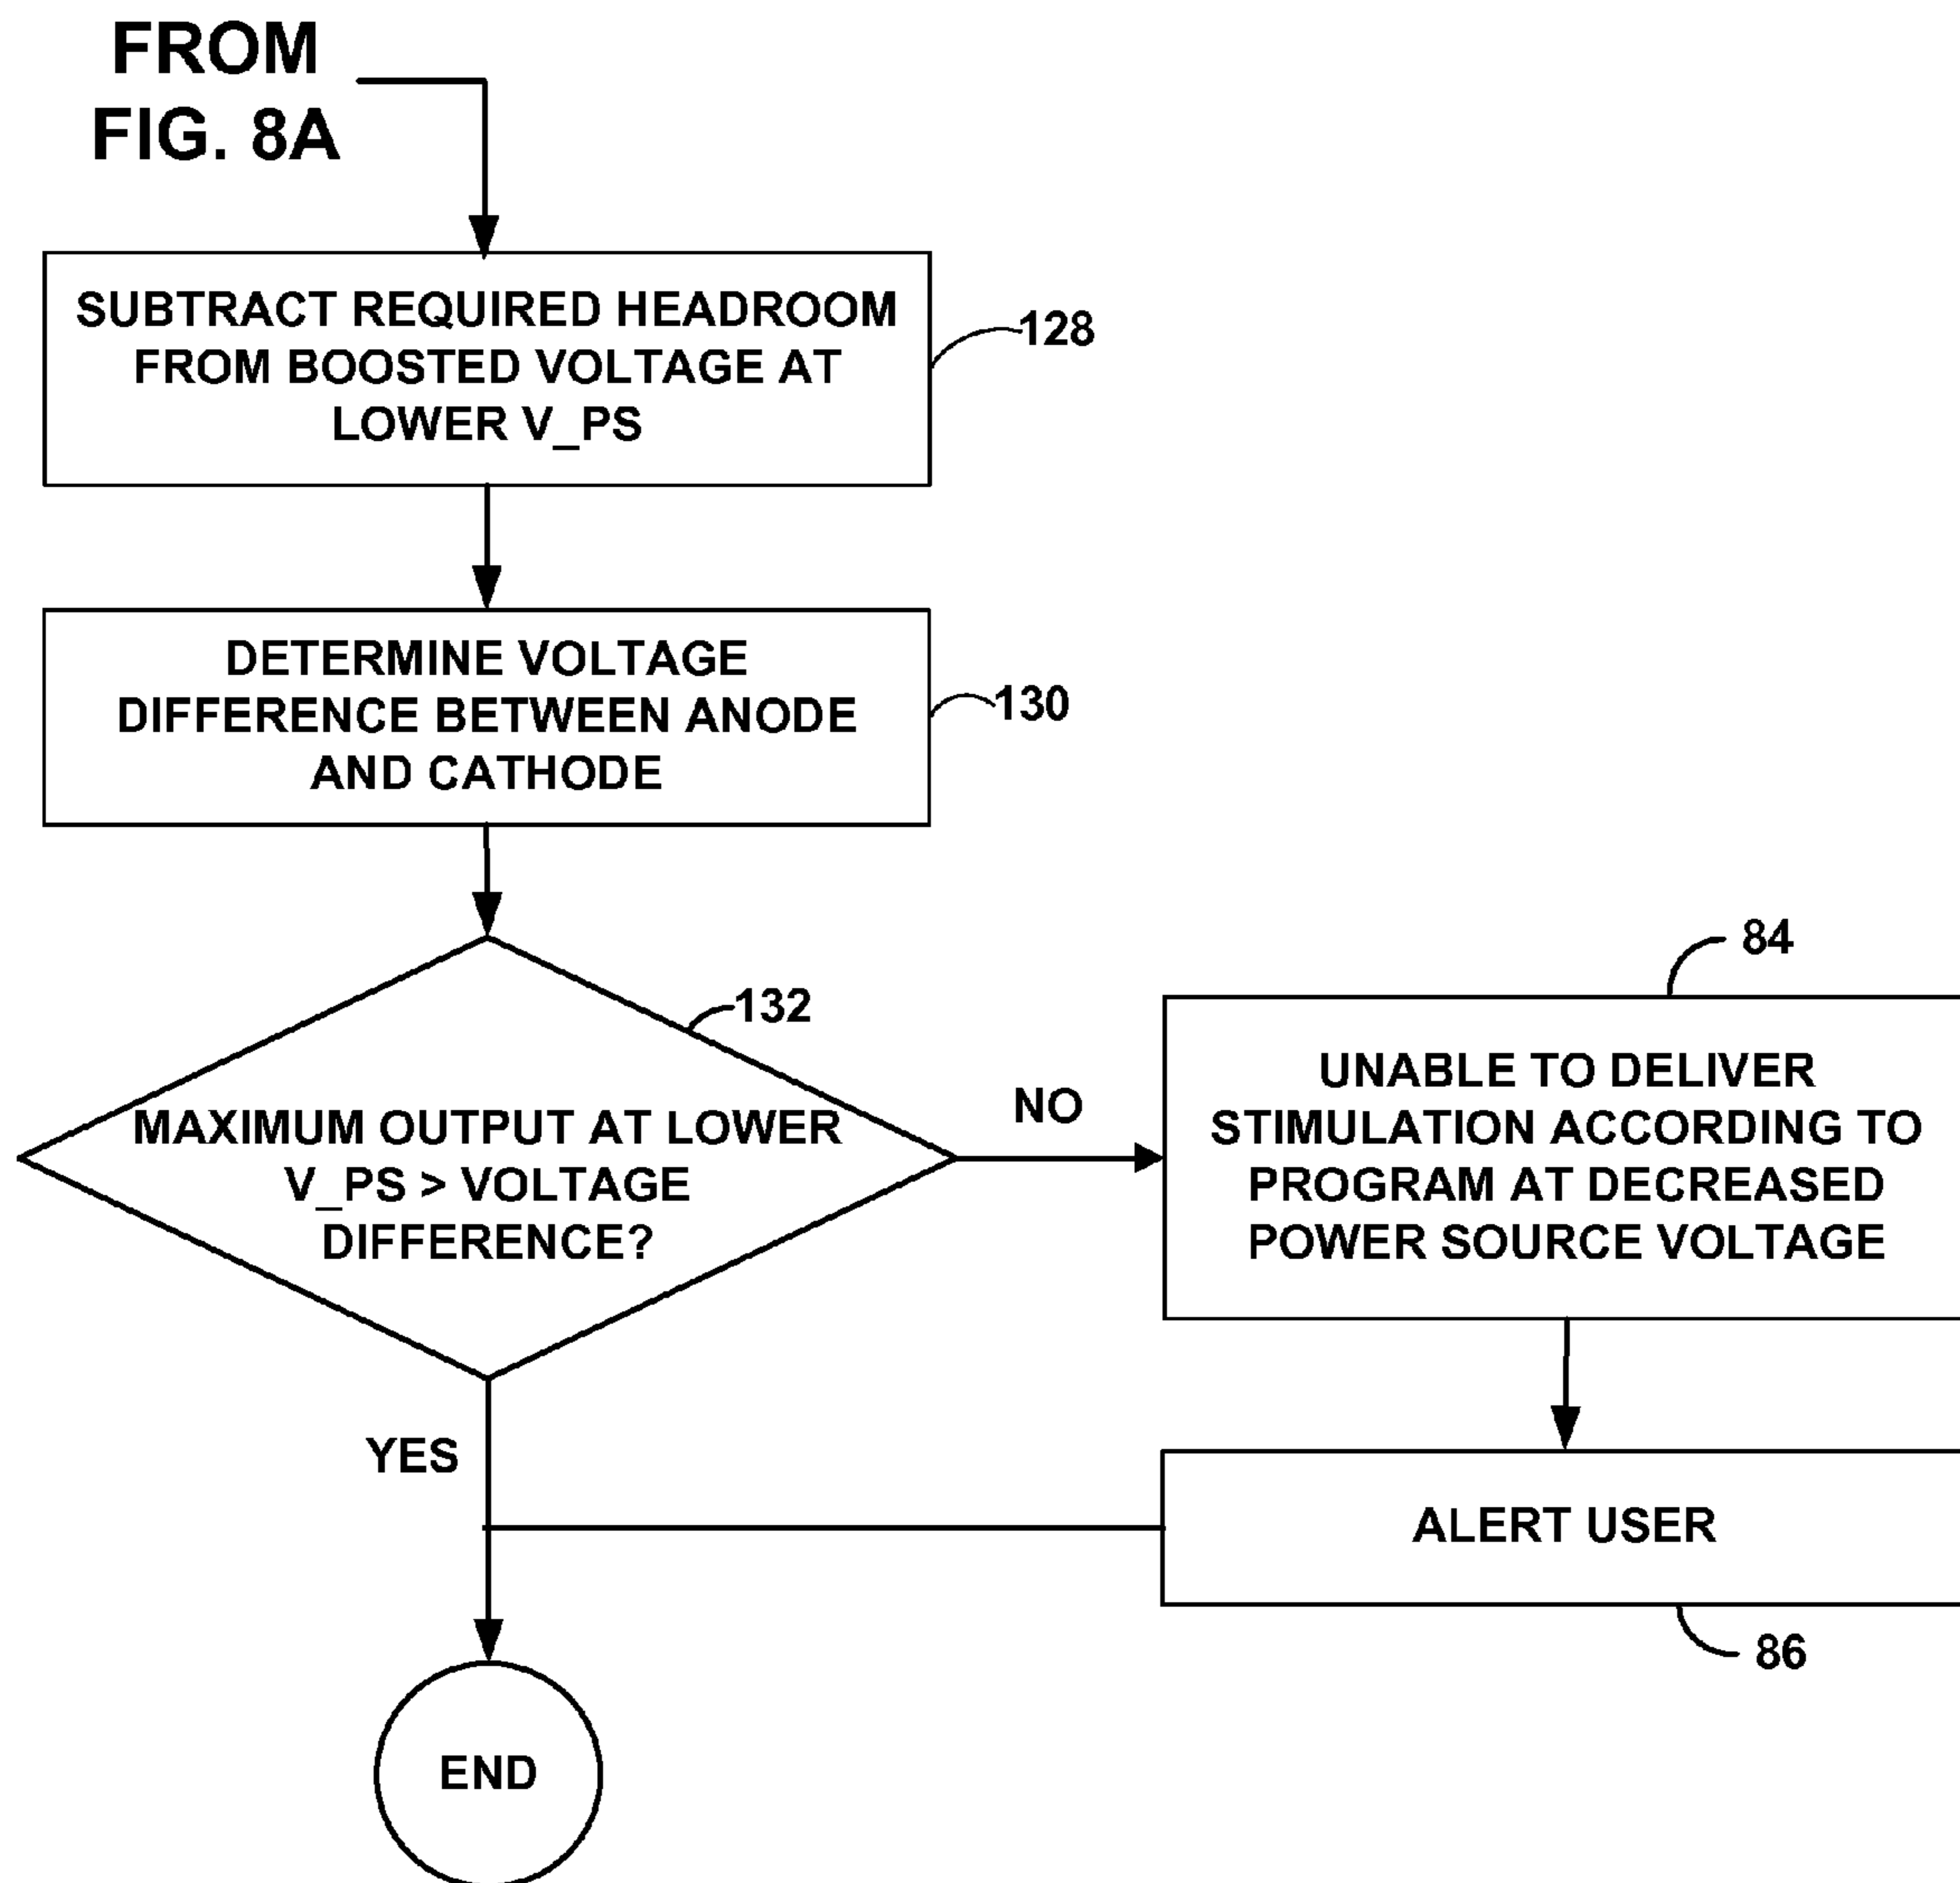 FROM
FIG. 8A
SUBTRACT REQUIRED HEADROOM
FROM BOOSTED VOLTAGE AT
LOWER V_PS
128
DETERMINE VOLTAGE
DIFFERENCE BETWEEN ANODE
AND CATHODE
130
132
MAXIMUM OUTPUT AT LOWER
V_PS > VOLTAGE
DIFFERENCE?
NO
84
UNABLE TO DELIVER
STIMULATION ACCORDING TO
PROGRAM AT DECREASED
POWER SOURCE VOLTAGE
YES
ALERT USER
86
END